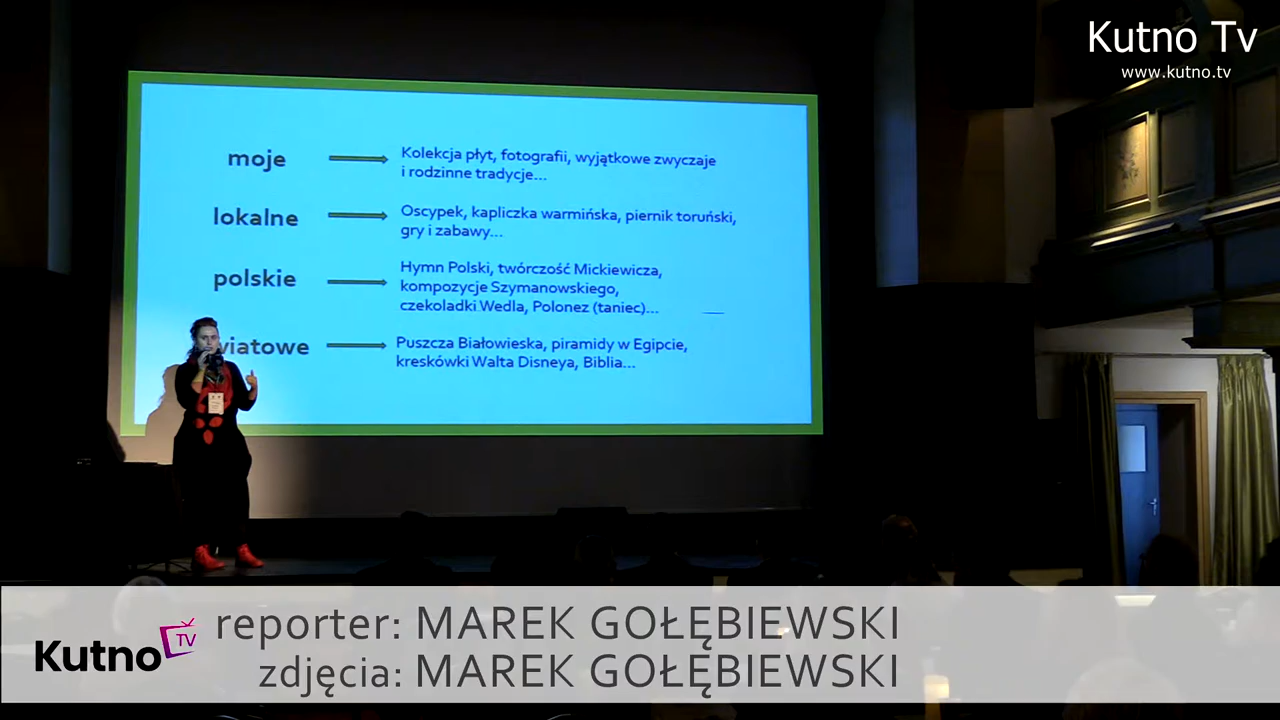 Kutno Tv
www.kutno.tv
moje
Kolekcja płyt, fotografii, wyjątkowe zwyczaje
i rodzinne tradycje...
lokalne
Oscypek, kapliczka warmińska, piernik toruński,
gry i zabawy...
polskie
Hymn Polski, twórczość Mickiewicza,
kompozycje Szymanowskiego,
czekoladki Wedla, Polonez (taniec)...
wiatowe
Puszcza Białowieska, piramidy w Egipcie,
kreskówki Walta Disneya, Biblia...
Kutno TV
reporter: MAREK GOŁĘBIEWSKI
zdjęcia: MAREK GOŁĘBIEWSKI